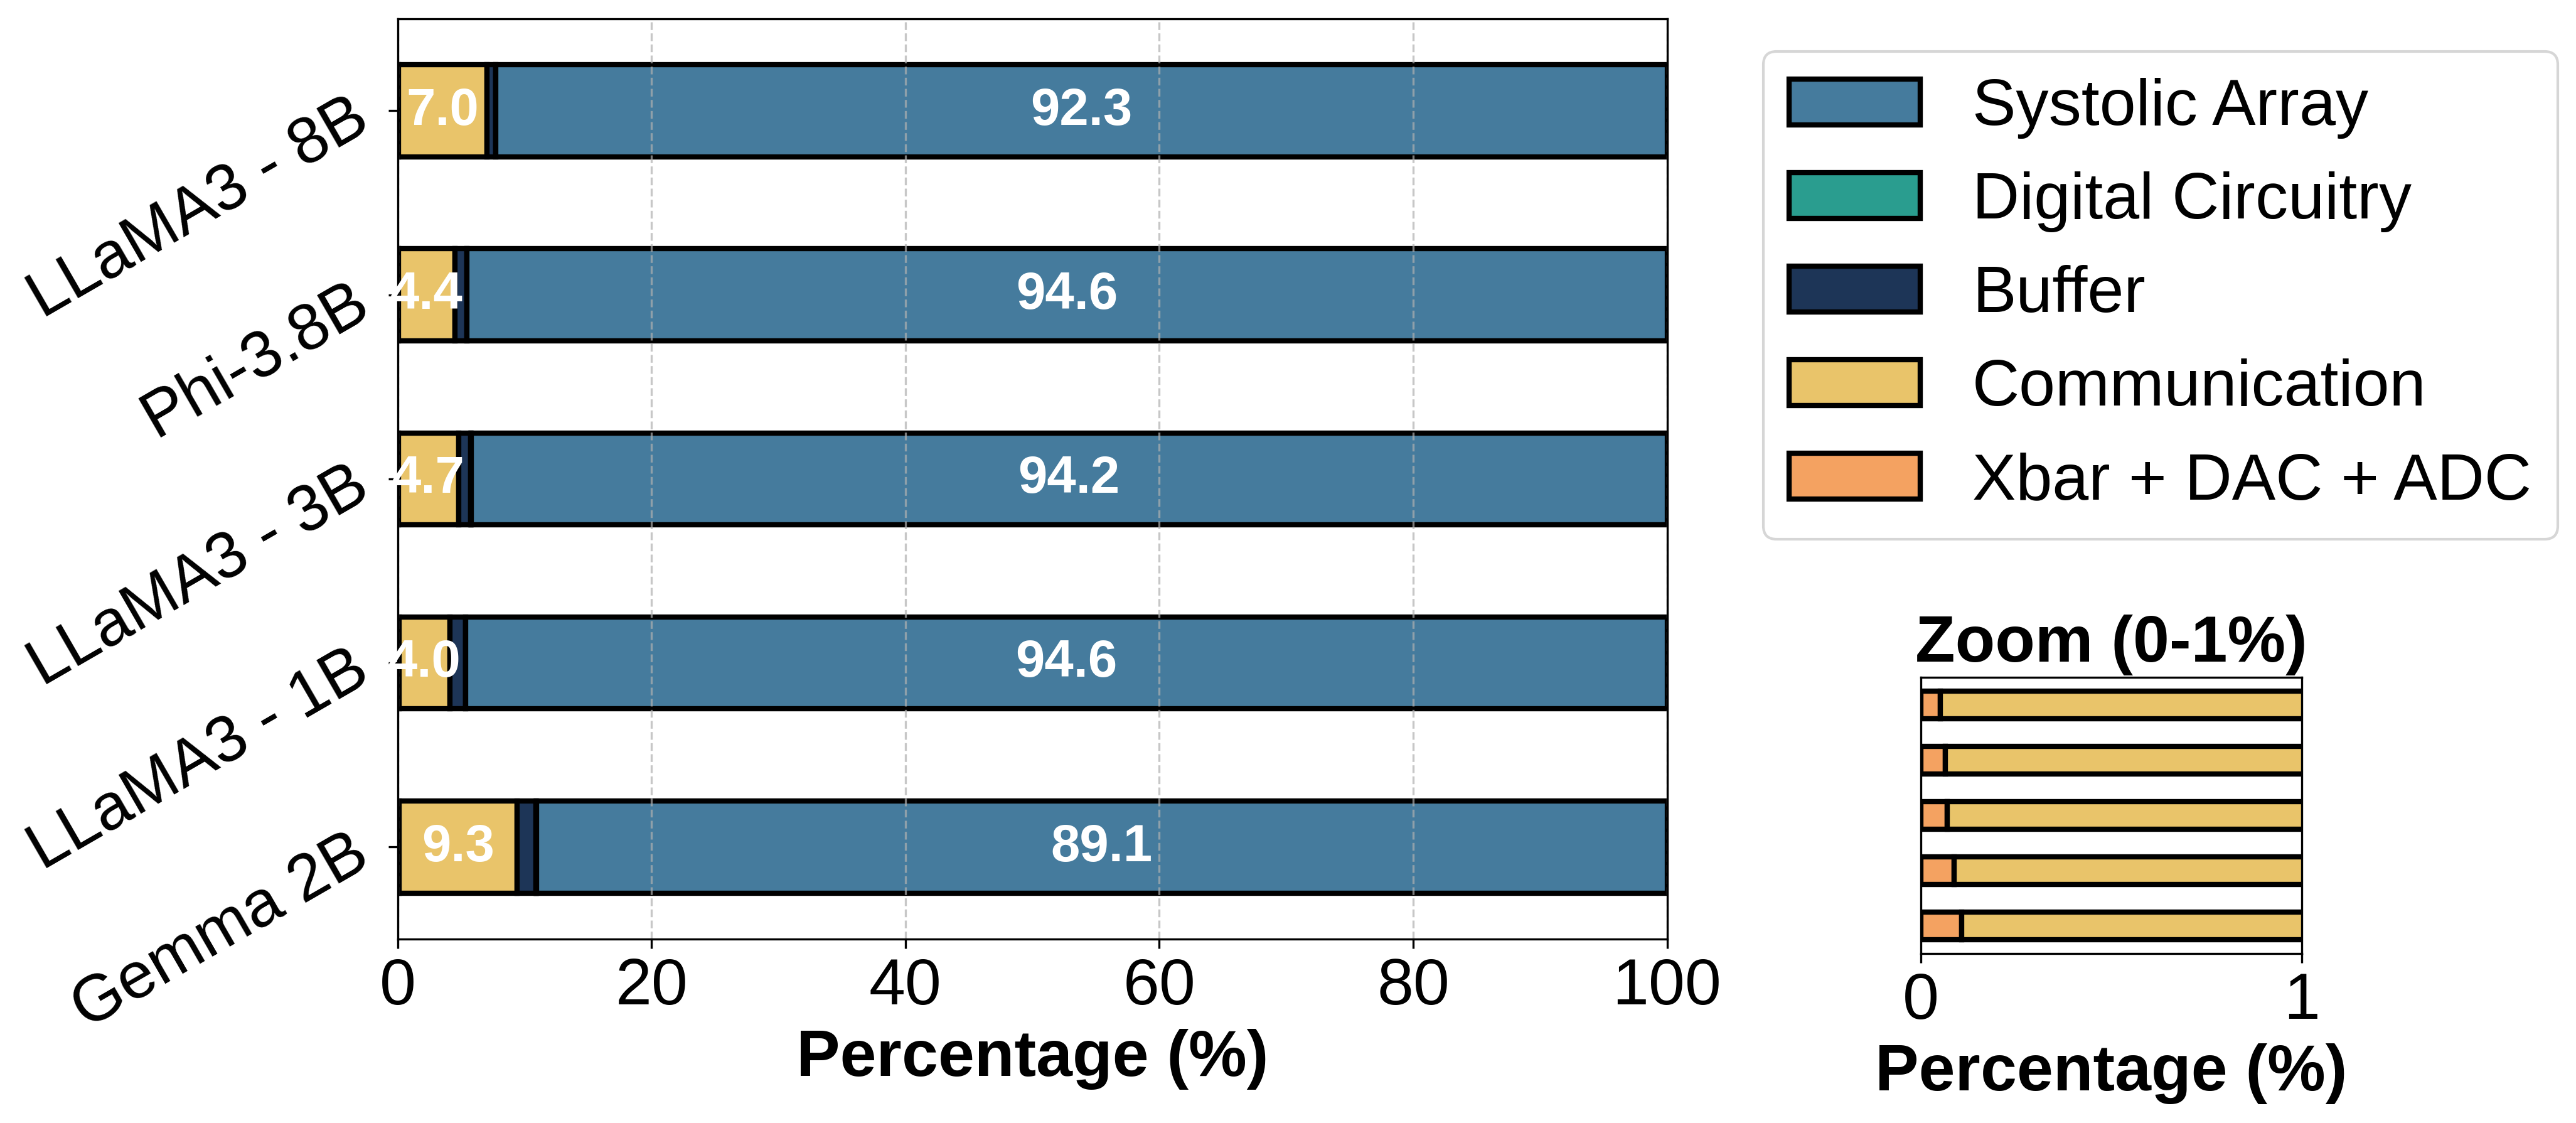 LLaMA3 - 8B
7.0
92.3
Phi-3.8B
4.4
94.6
LLaMA3 - 3B
4.7
94.2
LLaMA3 - 1B
4.0
94.6
Gemma 2B
9.3
89.1
0 20 40 60 80 100
Percentage (%)
Systolic Array
Digital Circuitry
Buffer
Communication
Xbar + DAC + ADC
Zoom (0-1%)
0 1
Percentage (%)